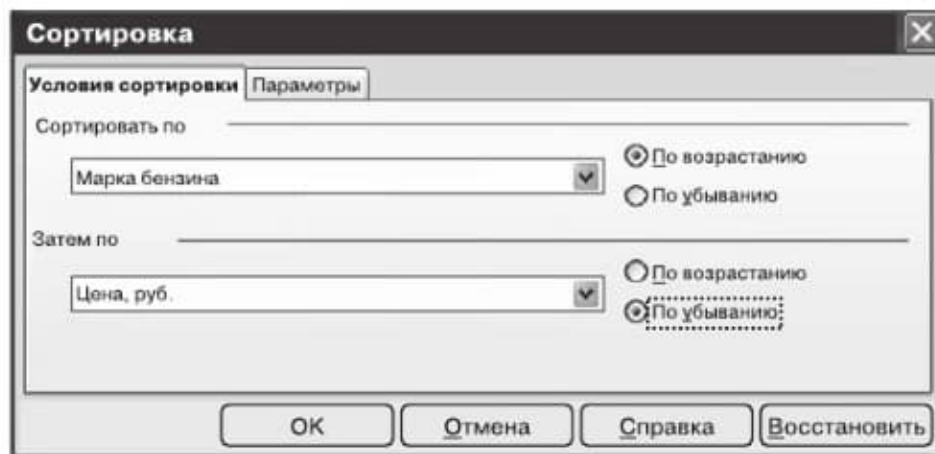 Сортировка
Условия сортировки Параметры
Сортировать по
Марка бензина
По возрастанию
По убыванию
Затем по
Цена, руб.
По возрастанию
По убыванию
OK Отмена Справка Восстановить